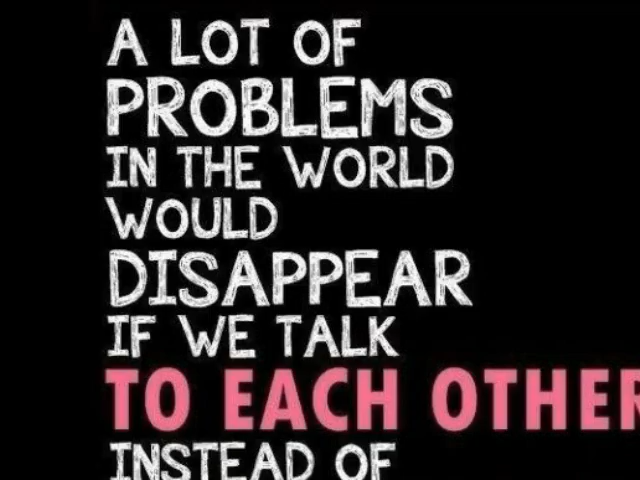 A LOT OF
PROBLEMS
IN THE WORLD
WOULD
DISAPPEAR
IF WE TALK
TO EACH OTHER
INSTEAD OF